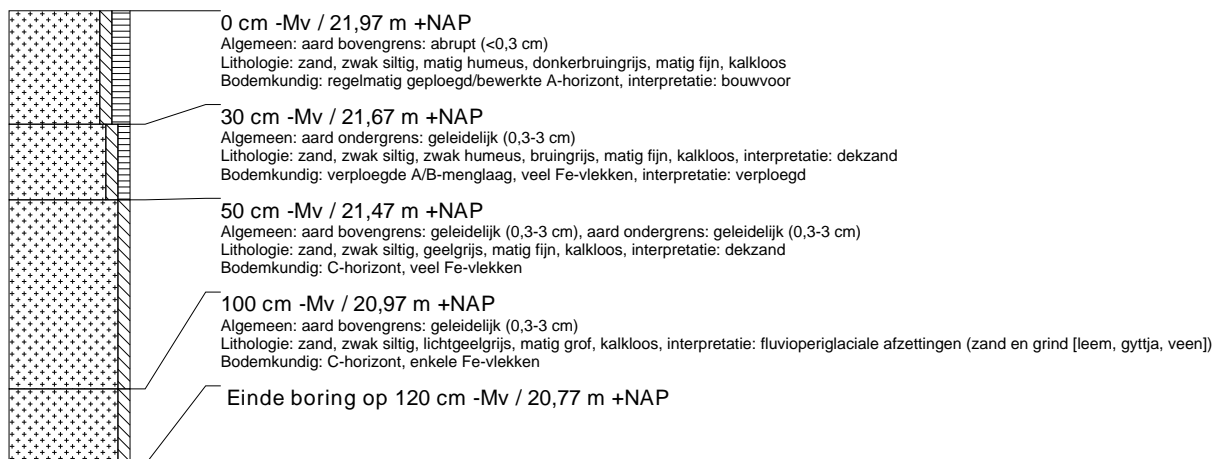 0 cm -Mv / 21,97 m +NAP
Algemeen: aard bovengrens: abrupt (<0,3 cm)
Lithologie: zand, zwak siltig, matig humeus, donkerbruingrijs, matig fijn, kalkloos
Bodemkundig: regelmatig geploegd/bewerkte A-horizont, interpretatie: bouwvoor
30 cm -Mv / 21,67 m +NAP
Algemeen: aard ondergrens: geleidelijk (0,3-3 cm)
Lithologie: zand, zwak siltig, zwak humeus, bruingrijs, matig fijn, kalkloos, interpretatie: dekzand
Bodemkundig: verploegde A/B-menglaag, veel Fe-vlekken, interpretatie: verploegd
50 cm -Mv / 21,47 m +NAP
Algemeen: aard bovengrens: geleidelijk (0,3-3 cm), aard ondergrens: geleidelijk (0,3-3 cm)
Lithologie: zand, zwak siltig, geelgrijs, matig fijn, kalkloos, interpretatie: dekzand
Bodemkundig: C-horizont, veel Fe-vlekken
100 cm -Mv / 20,97 m +NAP
Algemeen: aard bovengrens: geleidelijk (0,3-3 cm)
Lithologie: zand, zwak siltig, lichtgeelgrijs, matig grof, kalkloos, interpretatie: fluvioperiglaciale afzettingen (zand en grind [leem, gyttja, veen])
Bodemkundig: C-horizont, enkele Fe-vlekken
Einde boring op 120 cm -Mv / 20,77 m +NAP